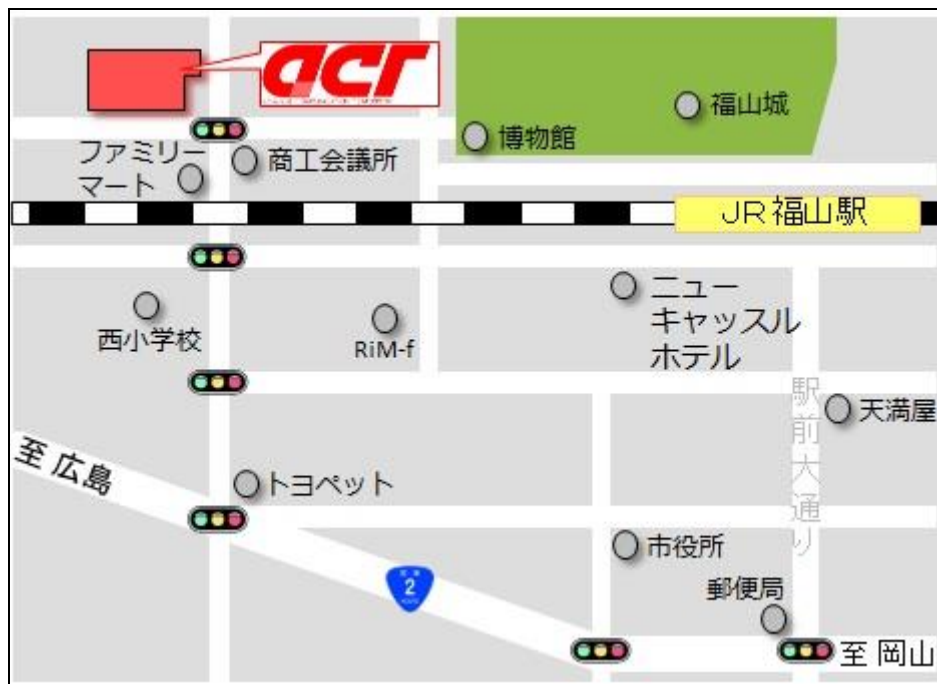 acr
福山城
博物館
ファミリー
マート
商工会議所
JR福山駅
ニュー
キャッスル
ホテル
西小学校
RiM-f
駅前大通り
天満屋
至 広島
トヨペット
市役所
2
郵便局
至 岡山